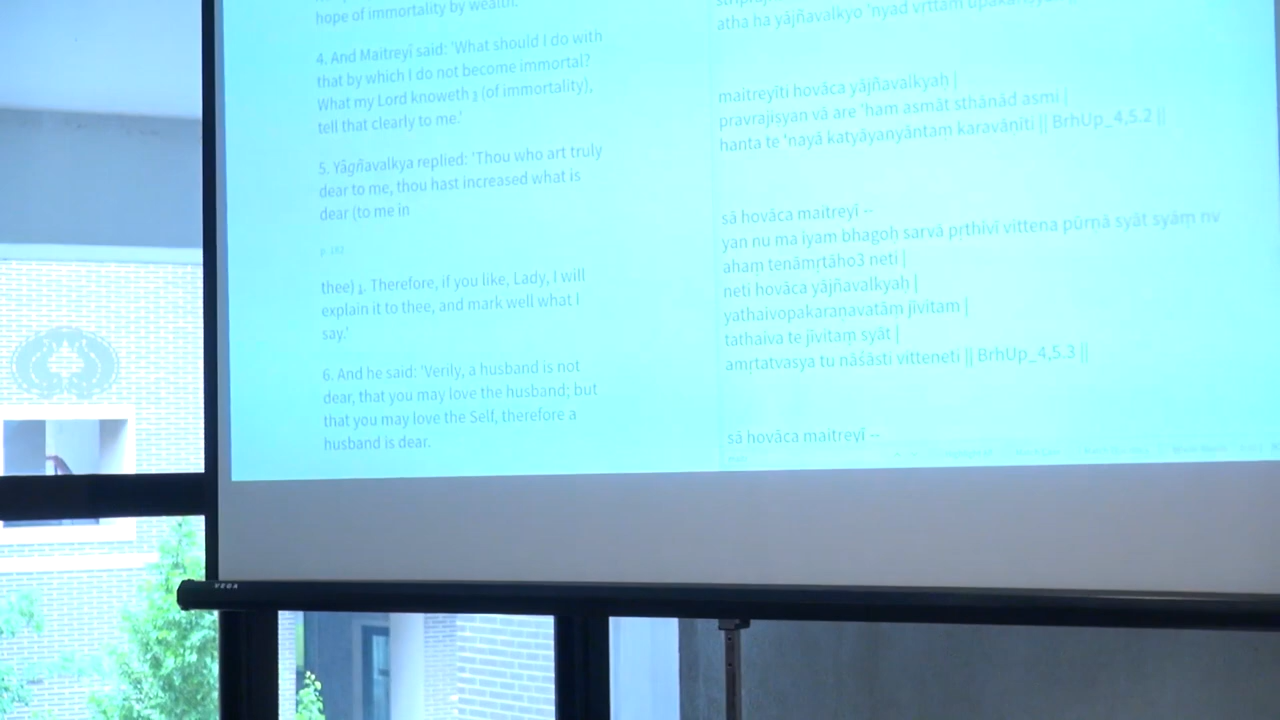 hope of immortality by wealth.'
4. And Maitreyî said: 'What should I do with
that by which I do not become immortal?
What my Lord knoweth 3 (of immortality),
tell that clearly to me.'
5. Yâgñavalkya replied: 'Thou who art truly
dear to me, thou hast increased what is
dear (to me in
p. 182
thee) 1. Therefore, if you like, Lady, I will
explain it to thee, and mark well what I
say.'
6. And he said: 'Verily, a husband is not
dear, that you may love the husband; but
that you may love the Self, therefore a
husband is dear.
atha ha yājñavalkyo 'nyad vṛttam
maitreyīti hovāca yājñavalkyaḥ |
pravrajiṣyan vā are 'ham asmāt sthānād asmi |
hanta te 'nayā katyāyanyāntam karavāṇīti || BrhUp_4,5.2 ||
sā hovāca maitreyī --
yan nu ma iyam bhagoḥ sarvā pṛthivī vittena pūrṇā syāt syāṃ nv
ahaṃ tenāmṛtāho3 neti |
neti hovāca yājñavalkyaḥ |
yathaivopakaraṇavatāṃ jīvitam |
tathaiva te jīvitaṃ syāt |
amṛtatvasya tu nāśāsti vitteneti || BrhUp_4,5.3 ||
sā hovāca maitreyī --
VEGA